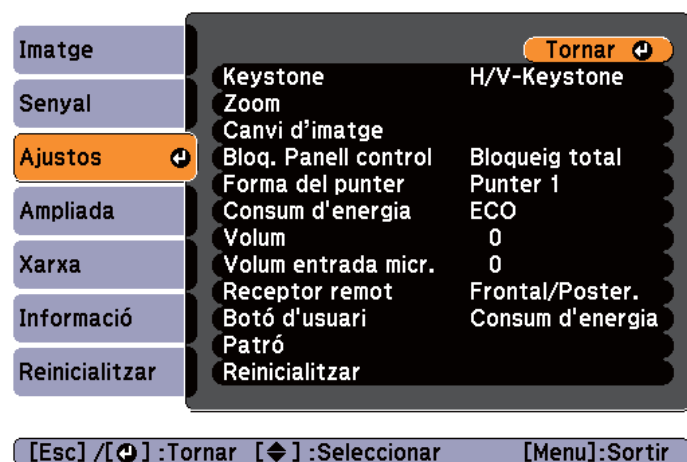 Imatge
Senyal
Ajustos
Ampliada
Xarxa
Informació
Reinicialitzar
Tornar
Keystone H/V-Keystone
Zoom
Canvi d'imatge
Bloq. Panell control Bloqueig total
Forma del punter Punter 1
Consum d'energia ECO
Volum 0
Volum entrada micr. 0
Receptor remot Frontal/Poster.
Botó d'usuari Consum d'energia
Patró
Reinicialitzar
[Esc] /[⏎] :Tornar [◆] :Seleccionar [Menu]:Sortir